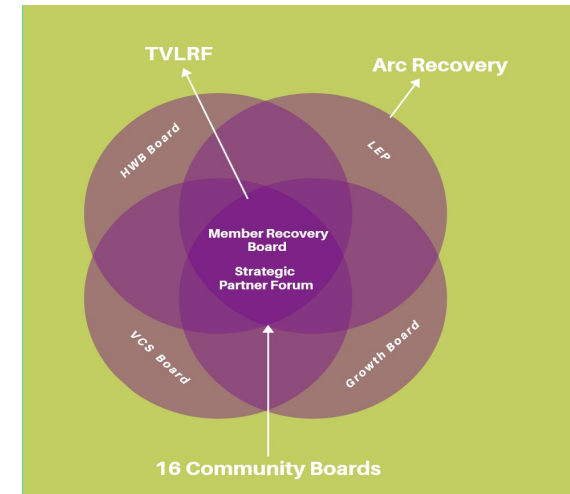 TVLRF
Arc Recovery
HWB Board
LEP
Member Recovery
Board
Strategic
Partner Forum
VCS Board
Growth Board
16 Community Boards